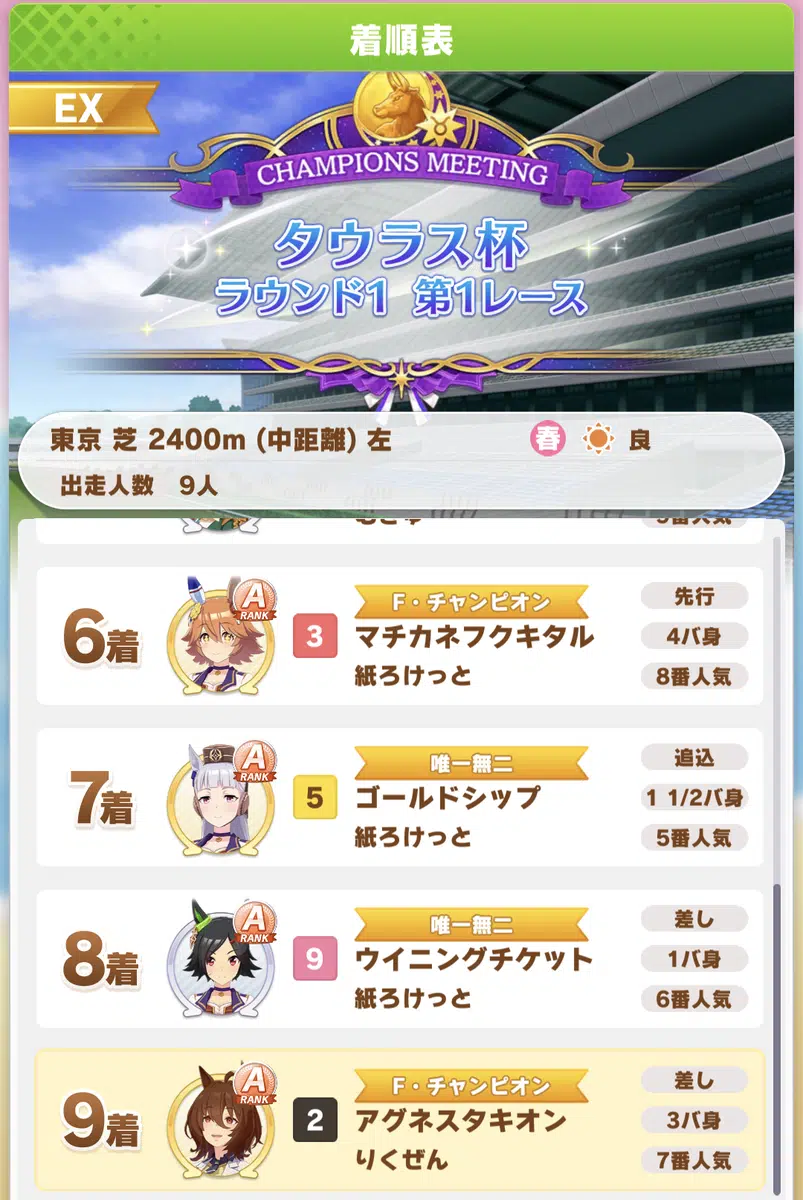 着順表
EX
CHAMPIONS MEETING
タウラス杯
ラウンド1 第1レース
東京 芝 2400m (中距離) 左
春 良
出走人数 9人
6着
A RANK
3
F・チャンピオン
マチカネフクキタル
紙ろけっと
先行
4バ身
8番人気
7着
A RANK
5
唯一無二
ゴールドシップ
紙ろけっと
追込
1 1/2バ身
5番人気
8着
A RANK
9
唯一無二
ウイニングチケット
紙ろけっと
差し
1バ身
6番人気
9着
A RANK
2
F・チャンピオン
アグネスタキオン
りくぜん
差し
3バ身
7番人気